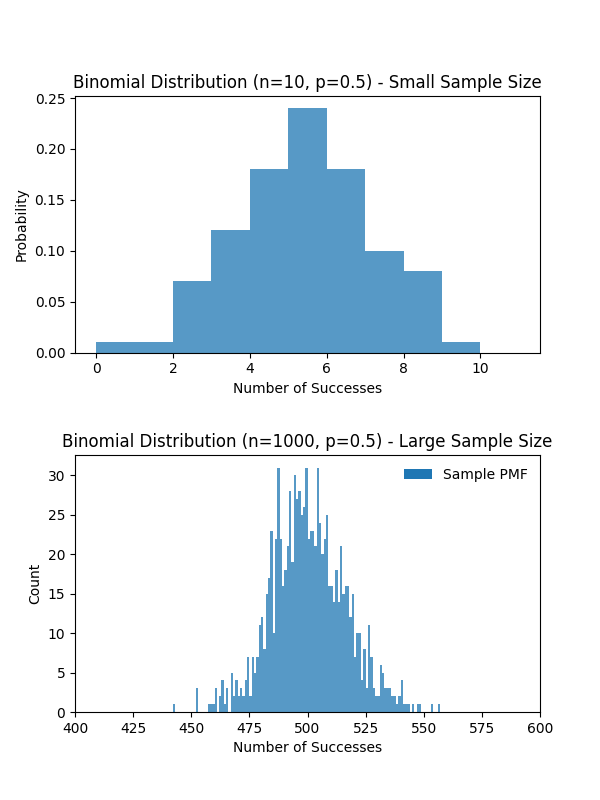 Binomial Distribution (n=10, p=0.5) - Small Sample Size
0.25
0.20
0.15
0.10
0.05
0.00
Probability
0 2 4 6 8 10
Number of Successes
Binomial Distribution (n=1000, p=0.5) - Large Sample Size
Sample PMF
30
25
20
15
10
5
0
Count
400 425 450 475 500 525 550 575 600
Number of Successes